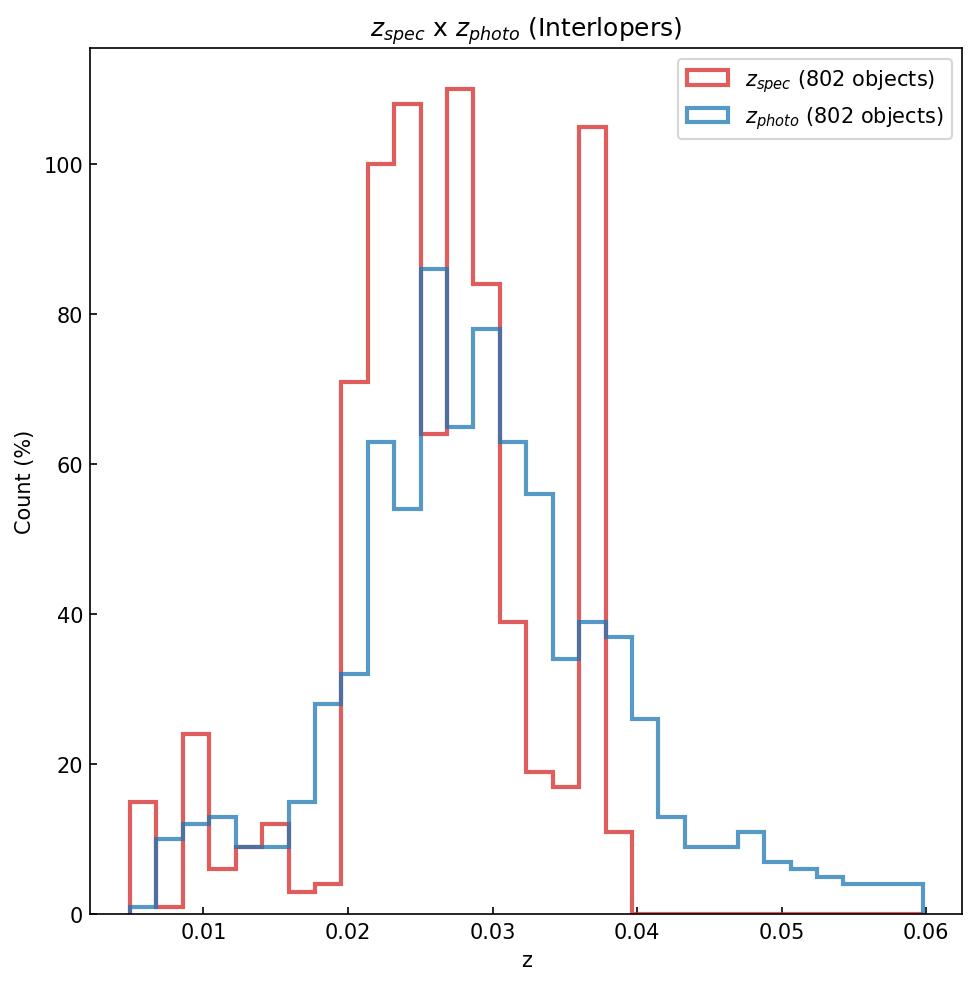 z_spec x z_photo (Interlopers)
z_spec (802 objects)
z_photo (802 objects)
Count (%)
100
80
60
40
20
0
0.01 0.02 0.03 0.04 0.05 0.06
z